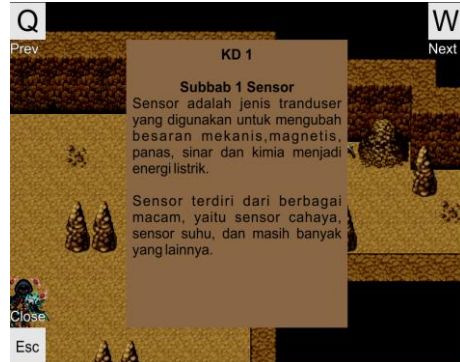 Q
Prev
W
Next
KD 1
Subbab 1 Sensor
Sensor adalah jenis tranduser
yang digunakan untuk mengubah
besaran mekanis,magnetis,
panas, sinar dan kimia menjadi
energi listrik.
Sensor terdiri dari berbagai
macam, yaitu sensor cahaya,
sensor suhu, dan masih banyak
yang lainnya.
Close
Esc